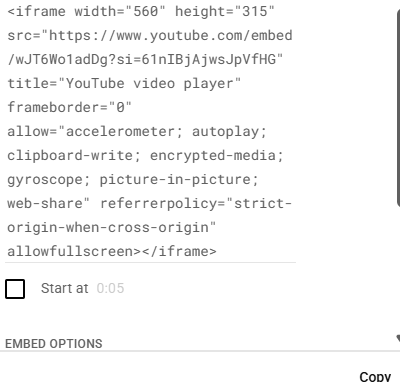 <iframe width="560" height="315"
src="https://www.youtube.com/embed
/wJT6Wo1adDg?si=61nIBjAjwsJpVfHG"
title="YouTube video player"
frameborder="0"
allow="accelerometer; autoplay;
clipboard-write; encrypted-media;
gyroscope; picture-in-picture;
web-share" referrerpolicy="strict-
origin-when-cross-origin"
allowfullscreen></iframe>
Start at 0:05
EMBED OPTIONS
Copy